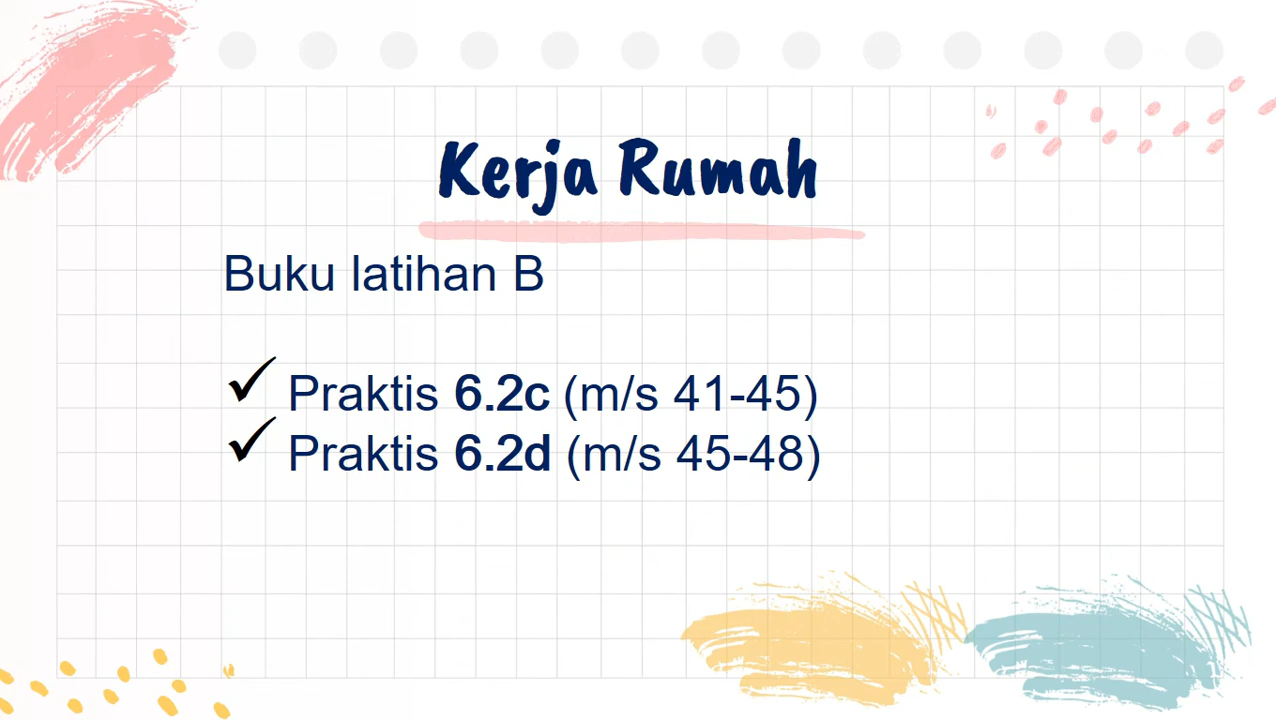 Kerja Rumah
Buku latihan B
✓ Praktis 6.2c (m/s 41-45)
✓ Praktis 6.2d (m/s 45-48)